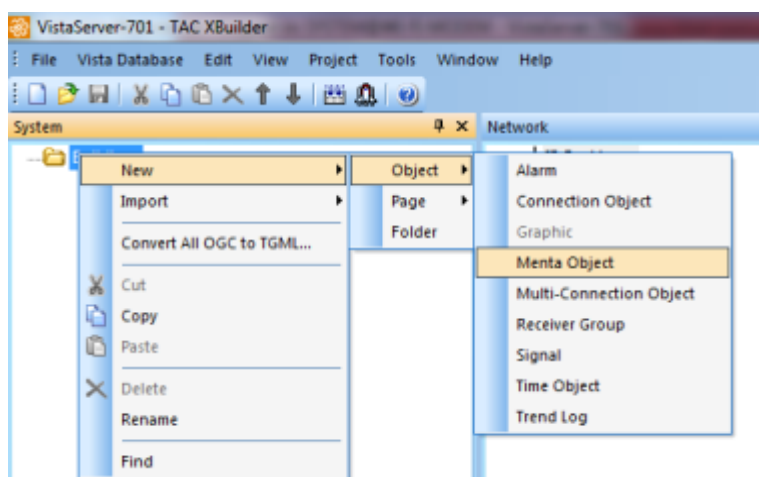 VistaServer-701 - TAC XBuilder
File Vista Database Edit View Project Tools Window Help
System
Network
New
Import
Convert All OGC to TGML...
Cut
Copy
Paste
Delete
Rename
Find
Object
Page
Folder
Alarm
Connection Object
Graphic
Menta Object
Multi-Connection Object
Receiver Group
Signal
Time Object
Trend Log